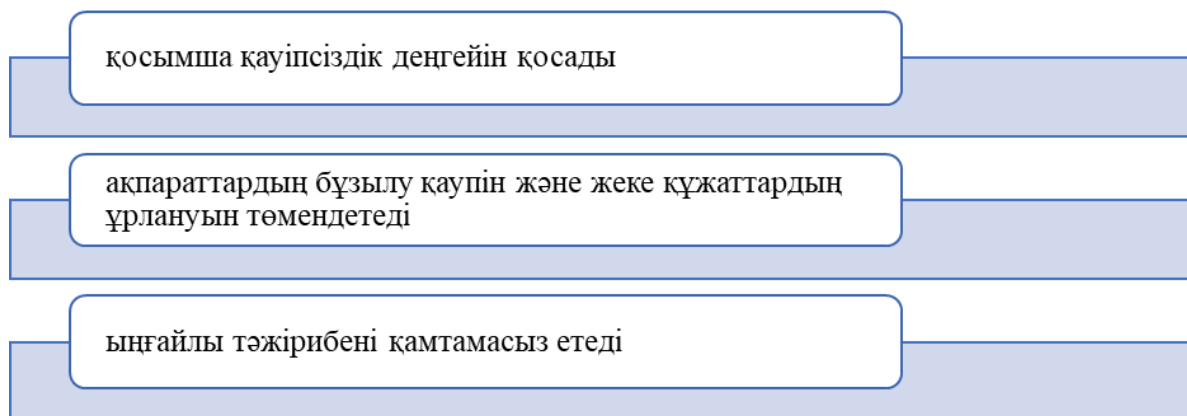 қосымша қауіпсіздік деңгейін қосады
ақпараттардың бұзылу қаупін және жеке құжаттардың
ұрлануын төмендетеді
ыңғайлы тәжірибені қамтамасыз етеді